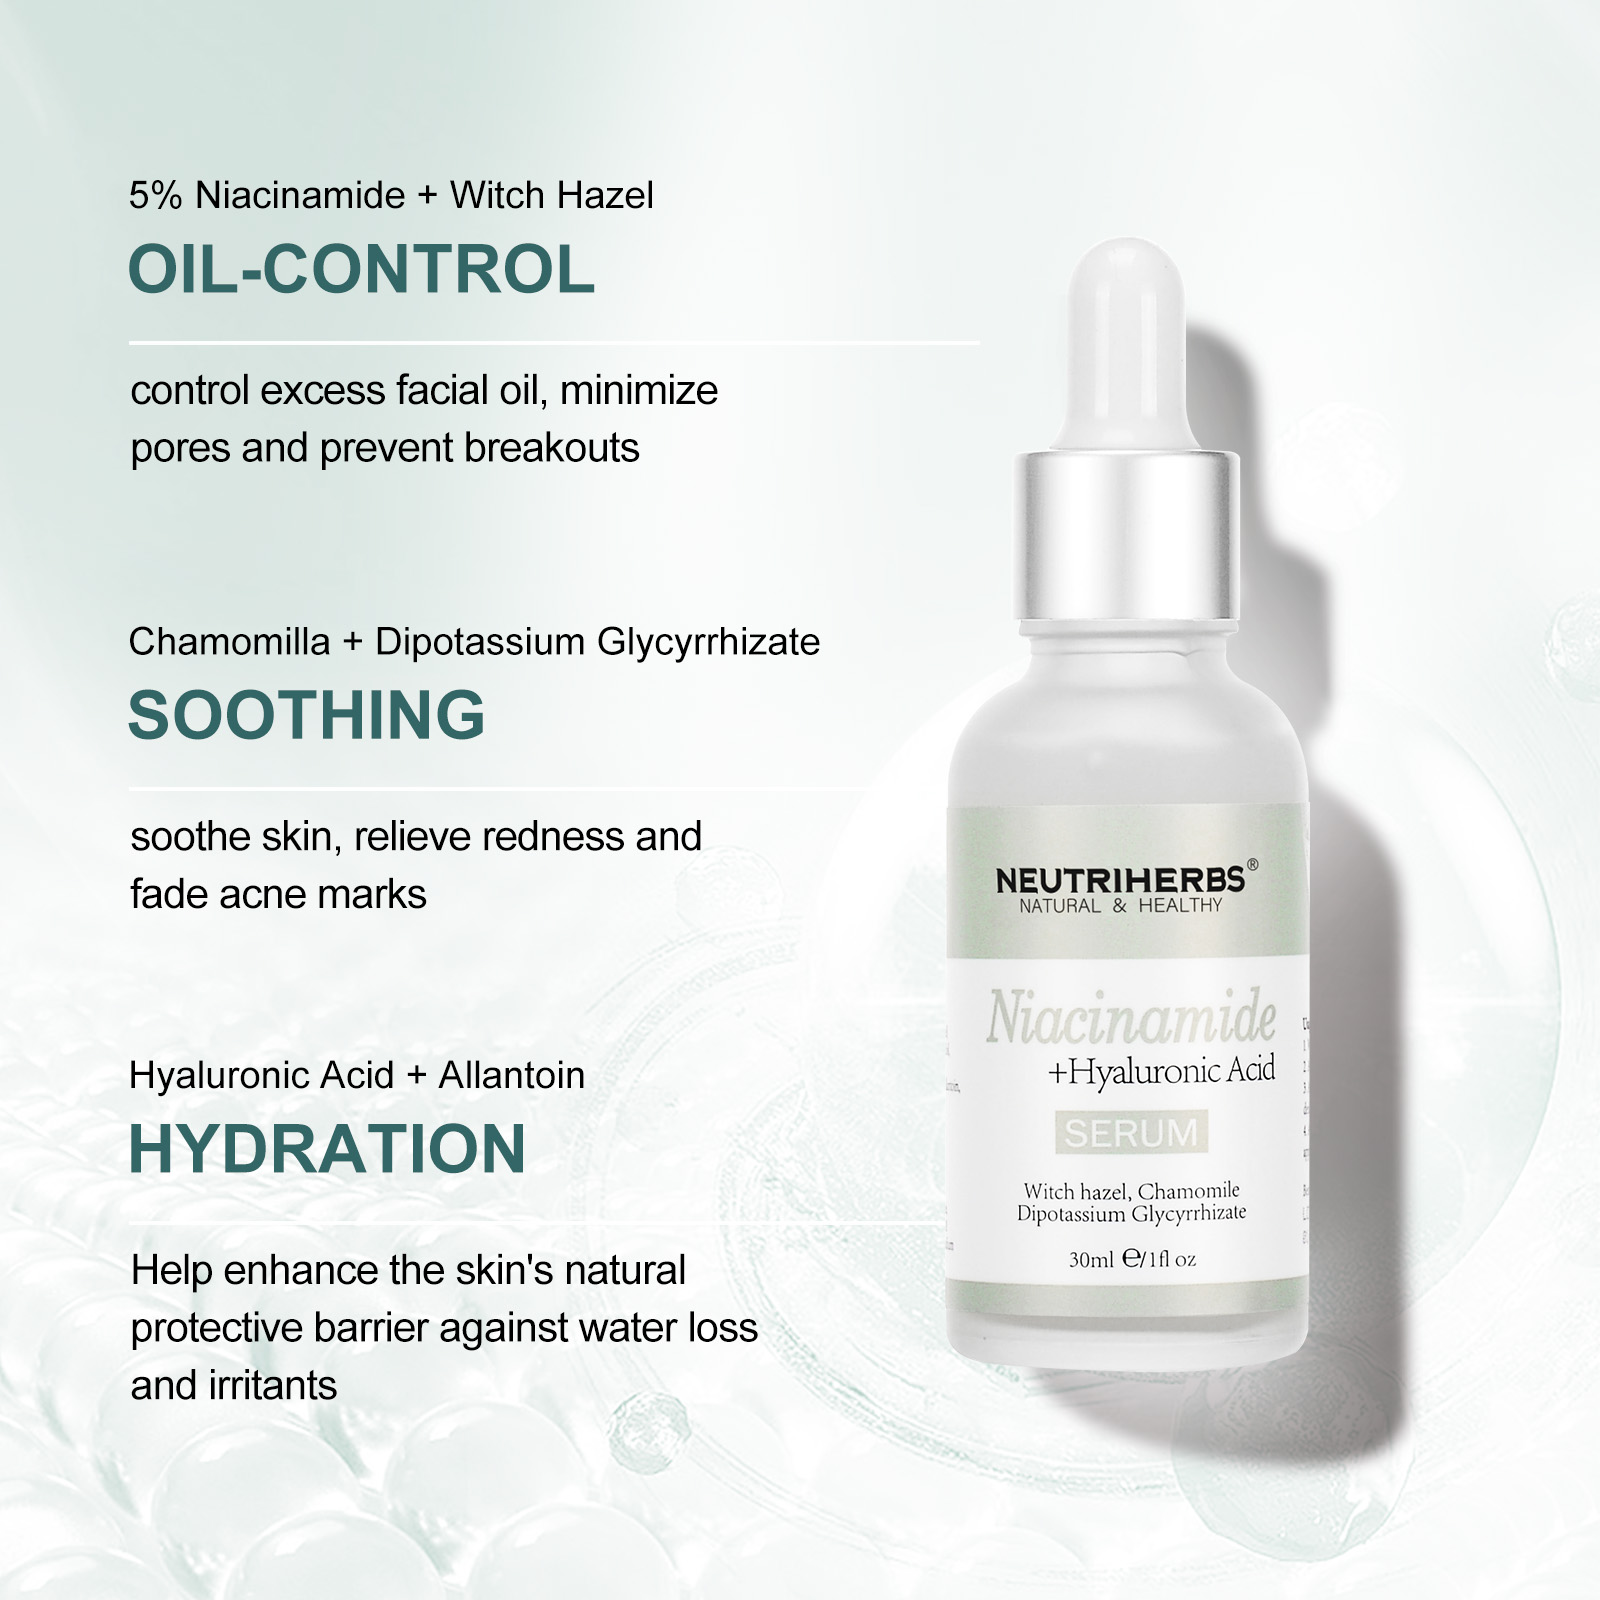 5% Niacinamide + Witch Hazel
OIL-CONTROL
control excess facial oil, minimize
pores and prevent breakouts
Chamomilla + Dipotassium Glycyrrhizate
SOOTHING
soothe skin, relieve redness and
fade acne marks
Hyaluronic Acid + Allantoin
HYDRATION
Help enhance the skin's natural
protective barrier against water loss
and irritants
NEUTRIHERBS®
NATURAL & HEALTHY
Niacinamide
+Hyaluronic Acid
SERUM
Witch hazel, Chamomile
Dipotassium Glycyrrhizate
30ml ℮/1fl oz